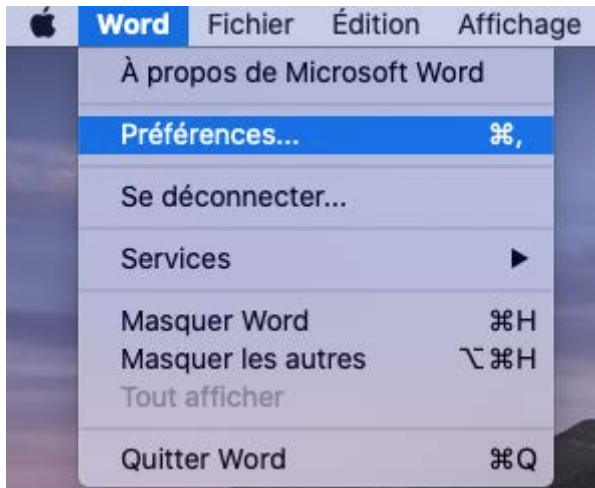 Word Fichier Édition Affichage
À propos de Microsoft Word
Préférences... ⌘,
Se déconnecter...
Services ▶
Masquer Word ⌘H
Masquer les autres ⌥⌘H
Tout afficher
Quitter Word ⌘Q